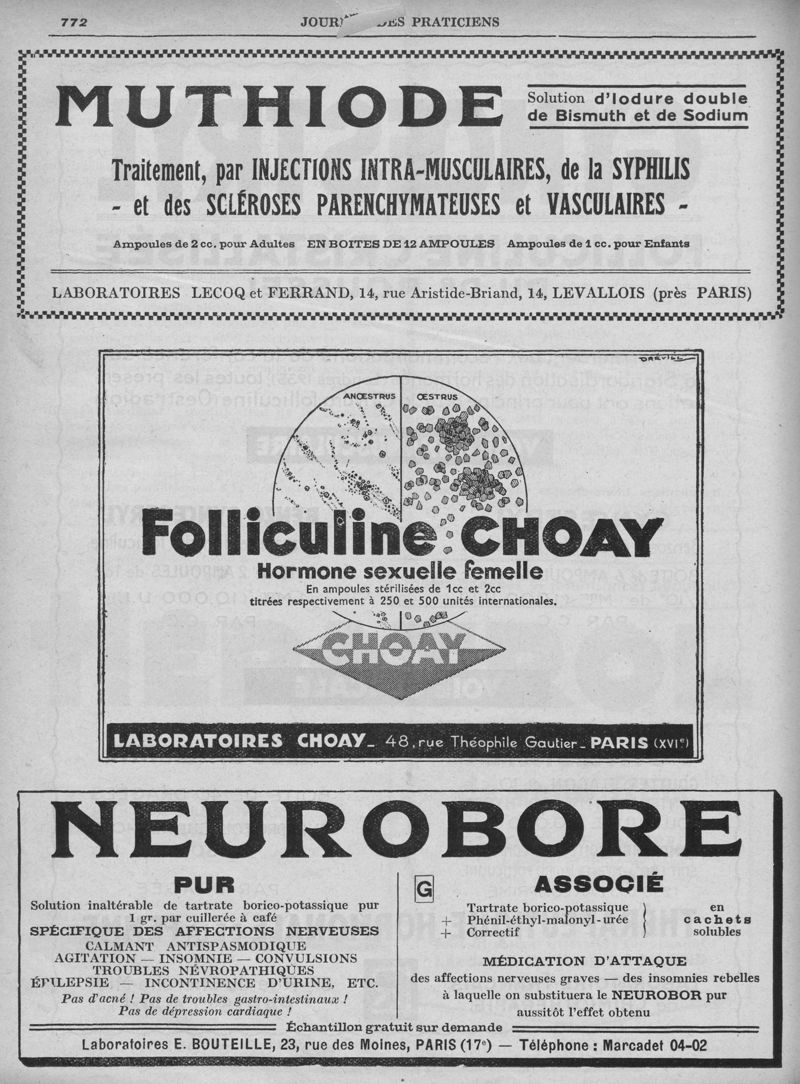 772
JOUR ES PRATICIENS
MUTHIODE
Solution d'Iodure double
de Bismuth et de Sodium
Traitement, par INJECTIONS INTRA-MUSCULAIRES, de la SYPHILIS
- et des SCLÉROSES PARENCHYMATEUSES et VASCULAIRES -
Ampoules de 2 cc. pour Adultes EN BOITES DE 12 AMPOULES Ampoules de 1 cc. pour Enfants
LABORATOIRES LECOQ et FERRAND, 14, rue Aristide-Briand, 14, LEVALLOIS (près PARIS)
DRÉVILL
ANŒSTRUS ŒSTRUS
Folliculine CHOAY
Hormone sexuelle femelle
En ampoules stérilisées de 1cc et 2cc
titrées respectivement à 250 et 500 unités internationales.
CHOAY
LABORATOIRES CHOAY_ 48, rue Théophile Gautier_ PARIS (XVIe)
NEUROBORE
PUR
Solution inaltérable de tartrate borico-potassique pur
1 gr. par cuillerée à café
SPÉCIFIQUE DES AFFECTIONS NERVEUSES
CALMANT ANTISPASMODIQUE
AGITATION — INSOMNIE — CONVULSIONS
TROUBLES NÉVROPATHIQUES
ÉPILEPSIE — INCONTINENCE D'URINE, ETC.
Pas d'acné ! Pas de troubles gastro-intestinaux !
Pas de dépression cardiaque !
G
ASSOCIÉ
Tartrate borico-potassique
+ Phénil-éthyl-malonyl-urée
+ Correctif
en
cachets
solubles
MÉDICATION D'ATTAQUE
des affections nerveuses graves — des insomnies rebelles
à laquelle on substituera le NEUROBOR pur
aussitôt l'effet obtenu
Échantillon gratuit sur demande
Laboratoires E. BOUTEILLE, 23, rue des Moines, PARIS (17e) — Téléphone : Marcadet 04-02